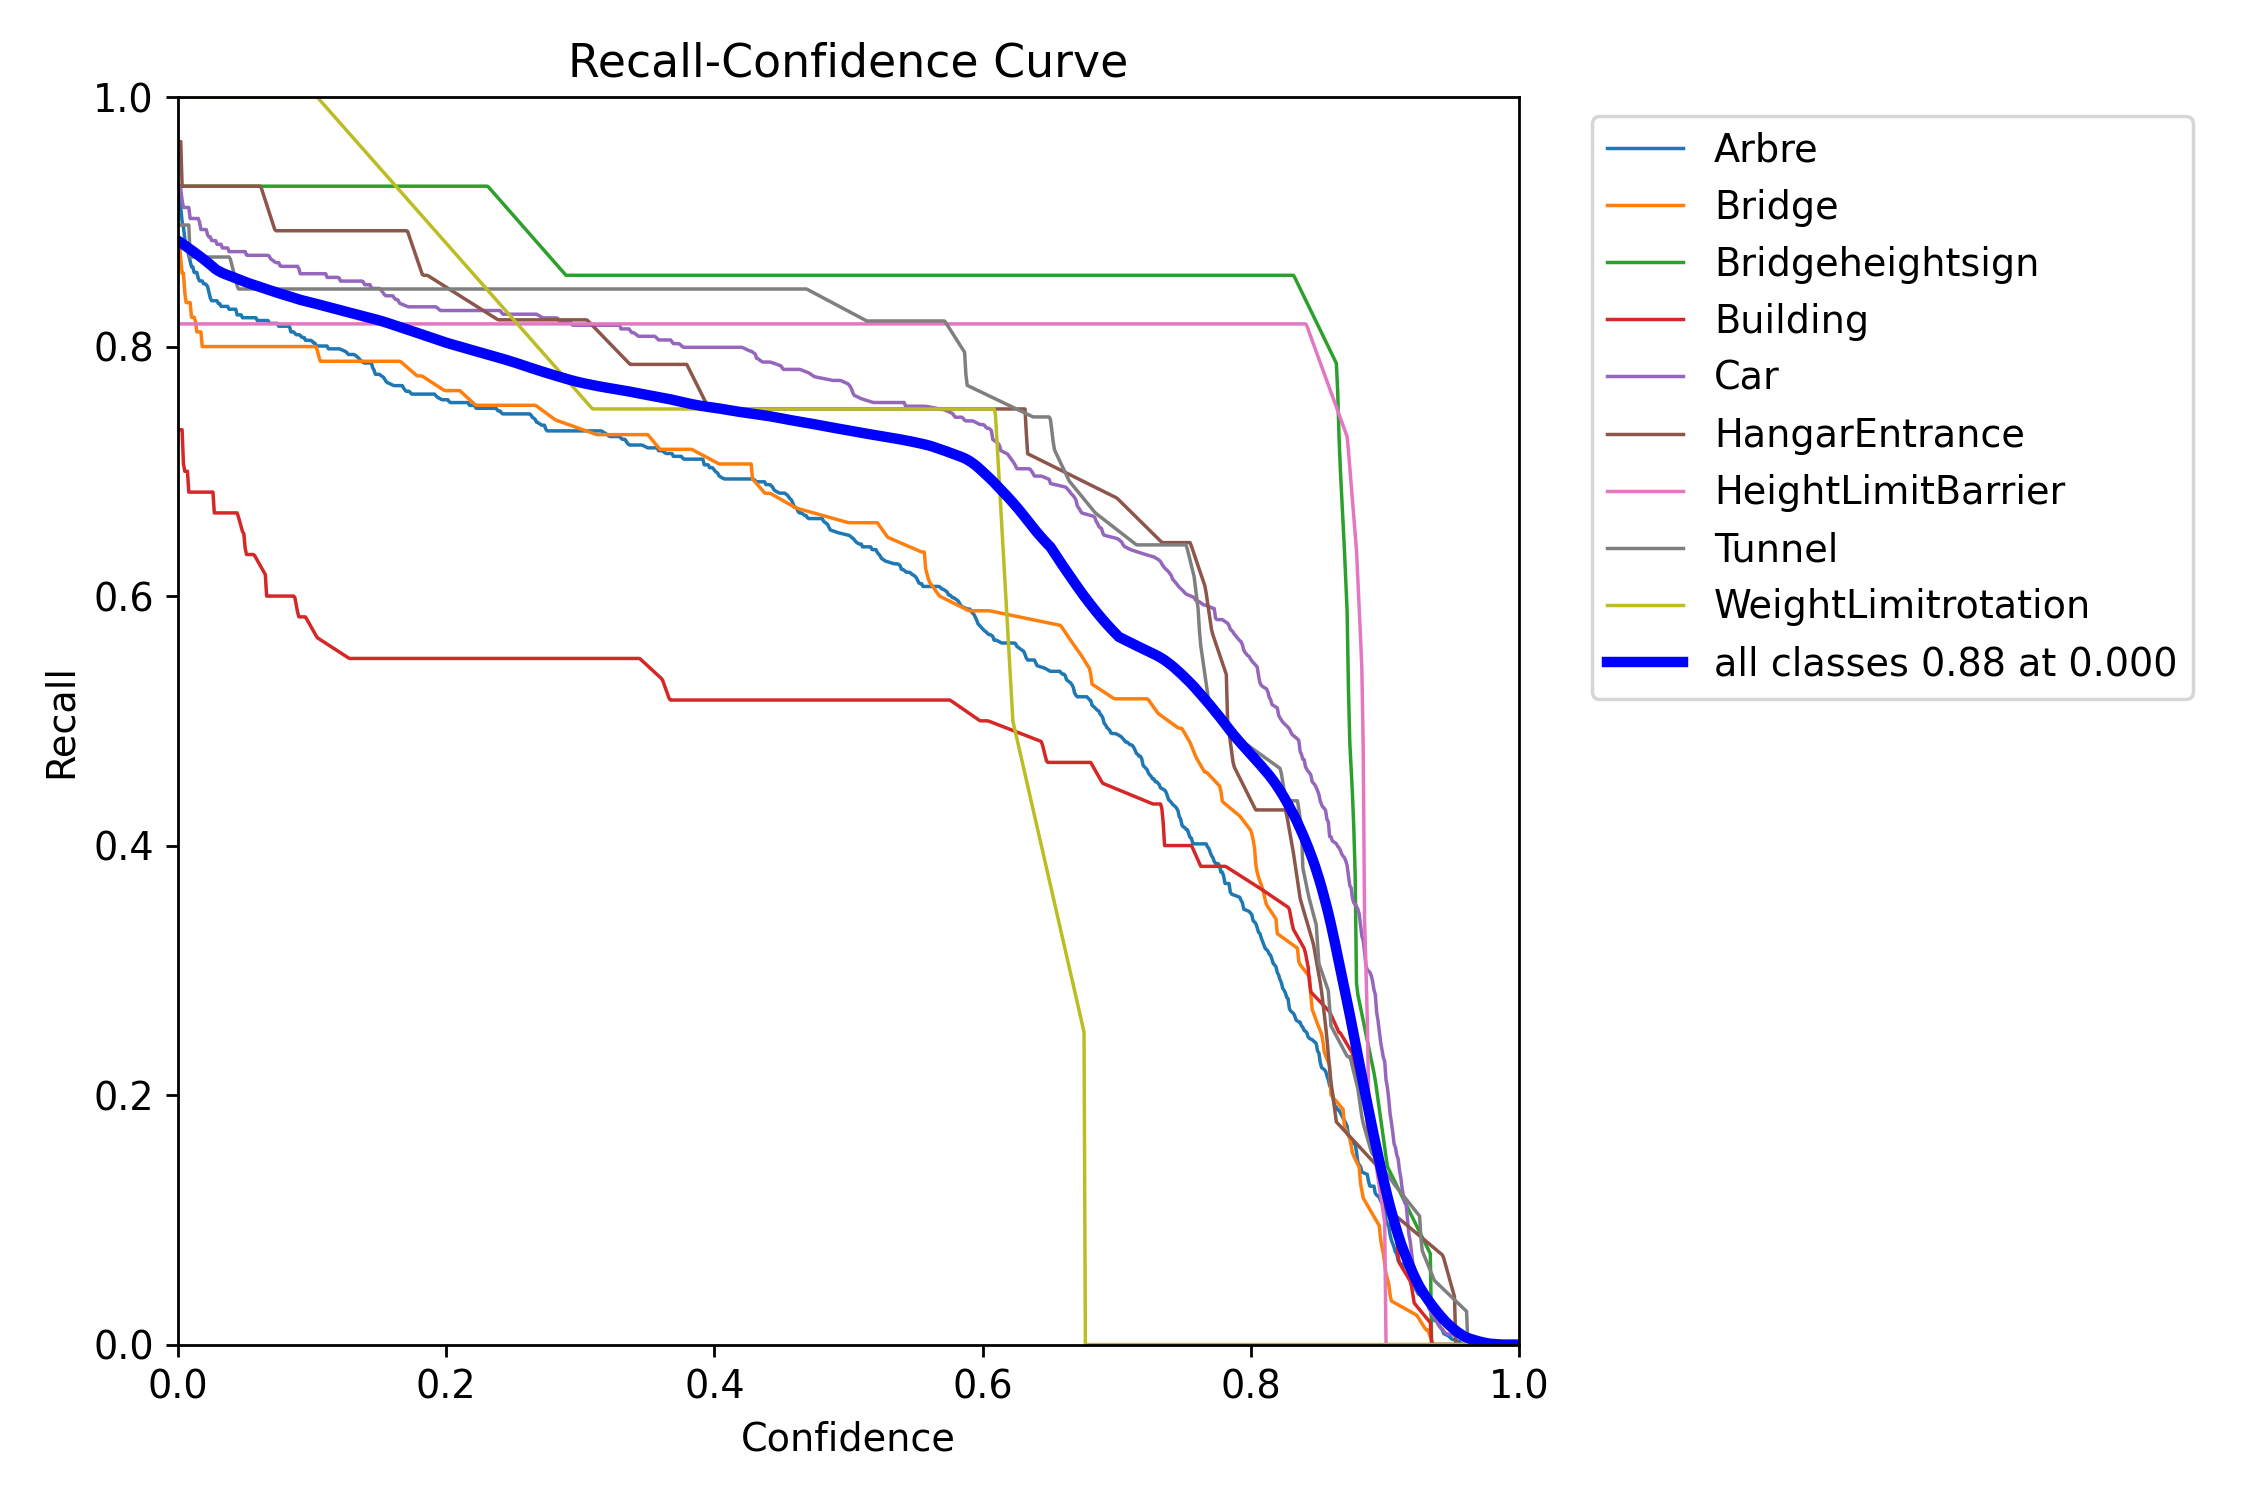 Recall-Confidence Curve
1.0
0.8
0.6
0.4
0.2
0.0
Recall
0.0 0.2 0.4 0.6 0.8 1.0
Confidence
Arbre
Bridge
Bridgeheightsign
Building
Car
HangarEntrance
HeightLimitBarrier
Tunnel
WeightLimitrotation
all classes 0.88 at 0.000